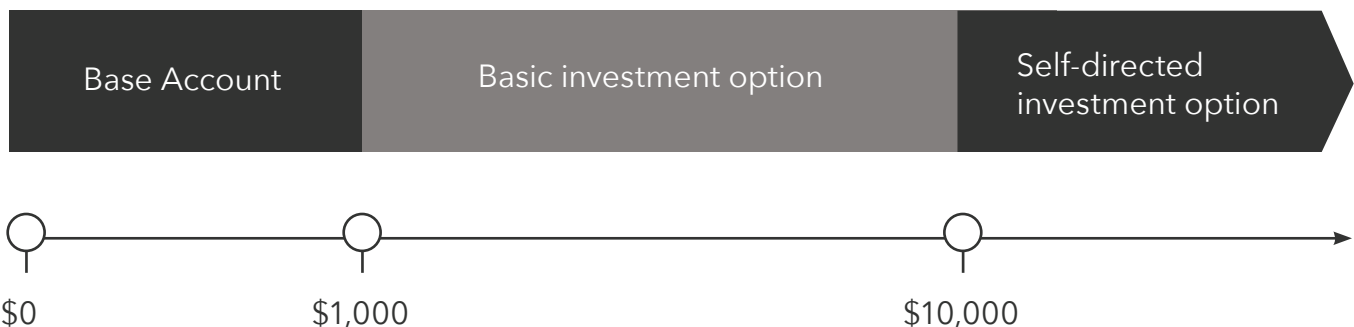 Base Account
Basic investment option
Self-directed
investment option
$0
$1,000
$10,000